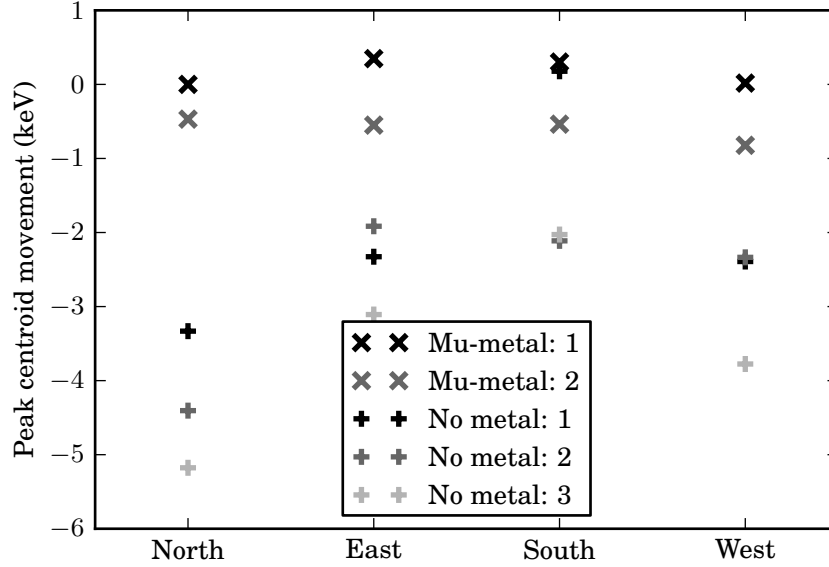 1
0
−1
−2
−3
−4
−5
−6
Peak centroid movement (keV)
Mu-metal: 1
Mu-metal: 2
No metal: 1
No metal: 2
No metal: 3
North East South West